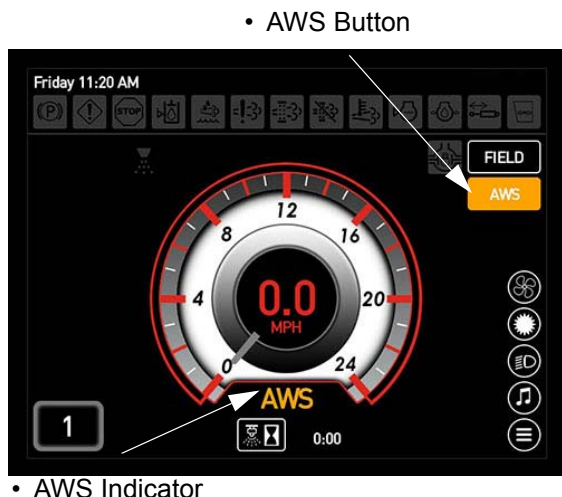 • AWS Button
Friday 11:20 AM
(P) STOP
FIELD
AWS
12
8 16
4 20
0.0
MPH
0 24
AWS
1
0:00
• AWS Indicator